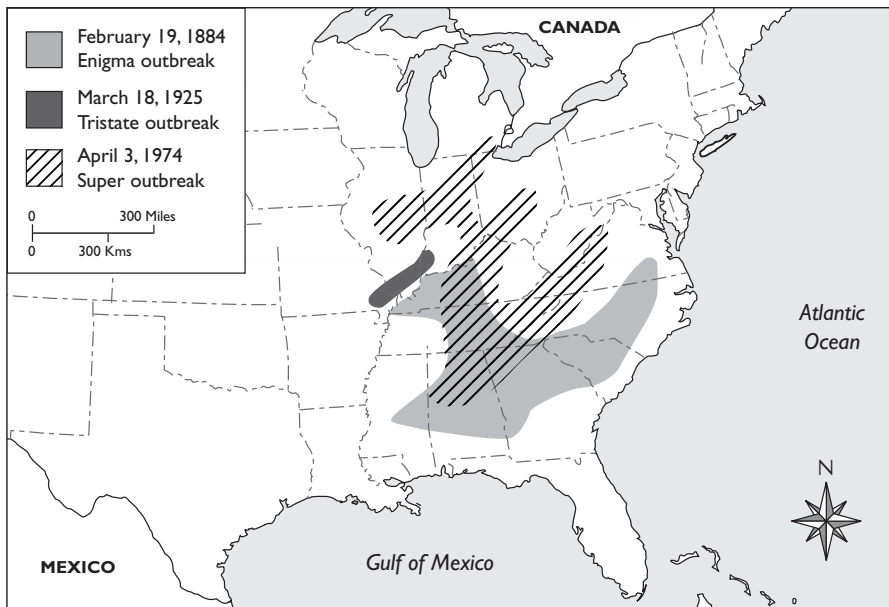 February 19, 1884
Enigma outbreak
March 18, 1925
Tristate outbreak
April 3, 1974
Super outbreak
0 300 Miles
0 300 Kms
CANADA
Atlantic
Ocean
N
MEXICO
Gulf of Mexico